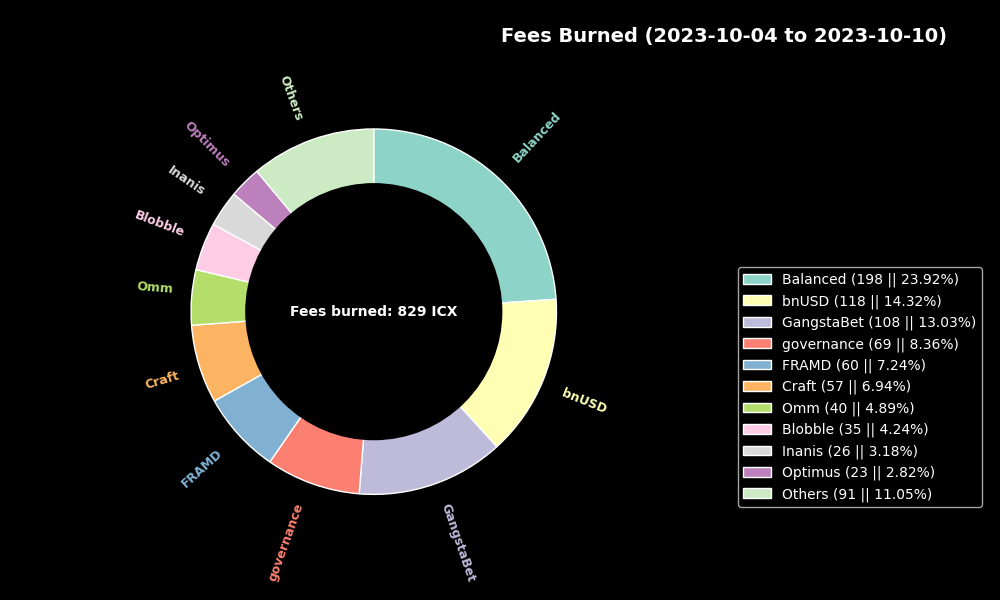 Fees Burned (2023-10-04 to 2023-10-10)
Others
Balanced
Optimus
Inanis
Blobble
Omm
Craft
FRAMD
governance
GangstaBet
bnUSD
Fees burned: 829 ICX
Balanced (198 || 23.92%)
bnUSD (118 || 14.32%)
GangstaBet (108 || 13.03%)
governance (69 || 8.36%)
FRAMD (60 || 7.24%)
Craft (57 || 6.94%)
Omm (40 || 4.89%)
Blobble (35 || 4.24%)
Inanis (26 || 3.18%)
Optimus (23 || 2.82%)
Others (91 || 11.05%)